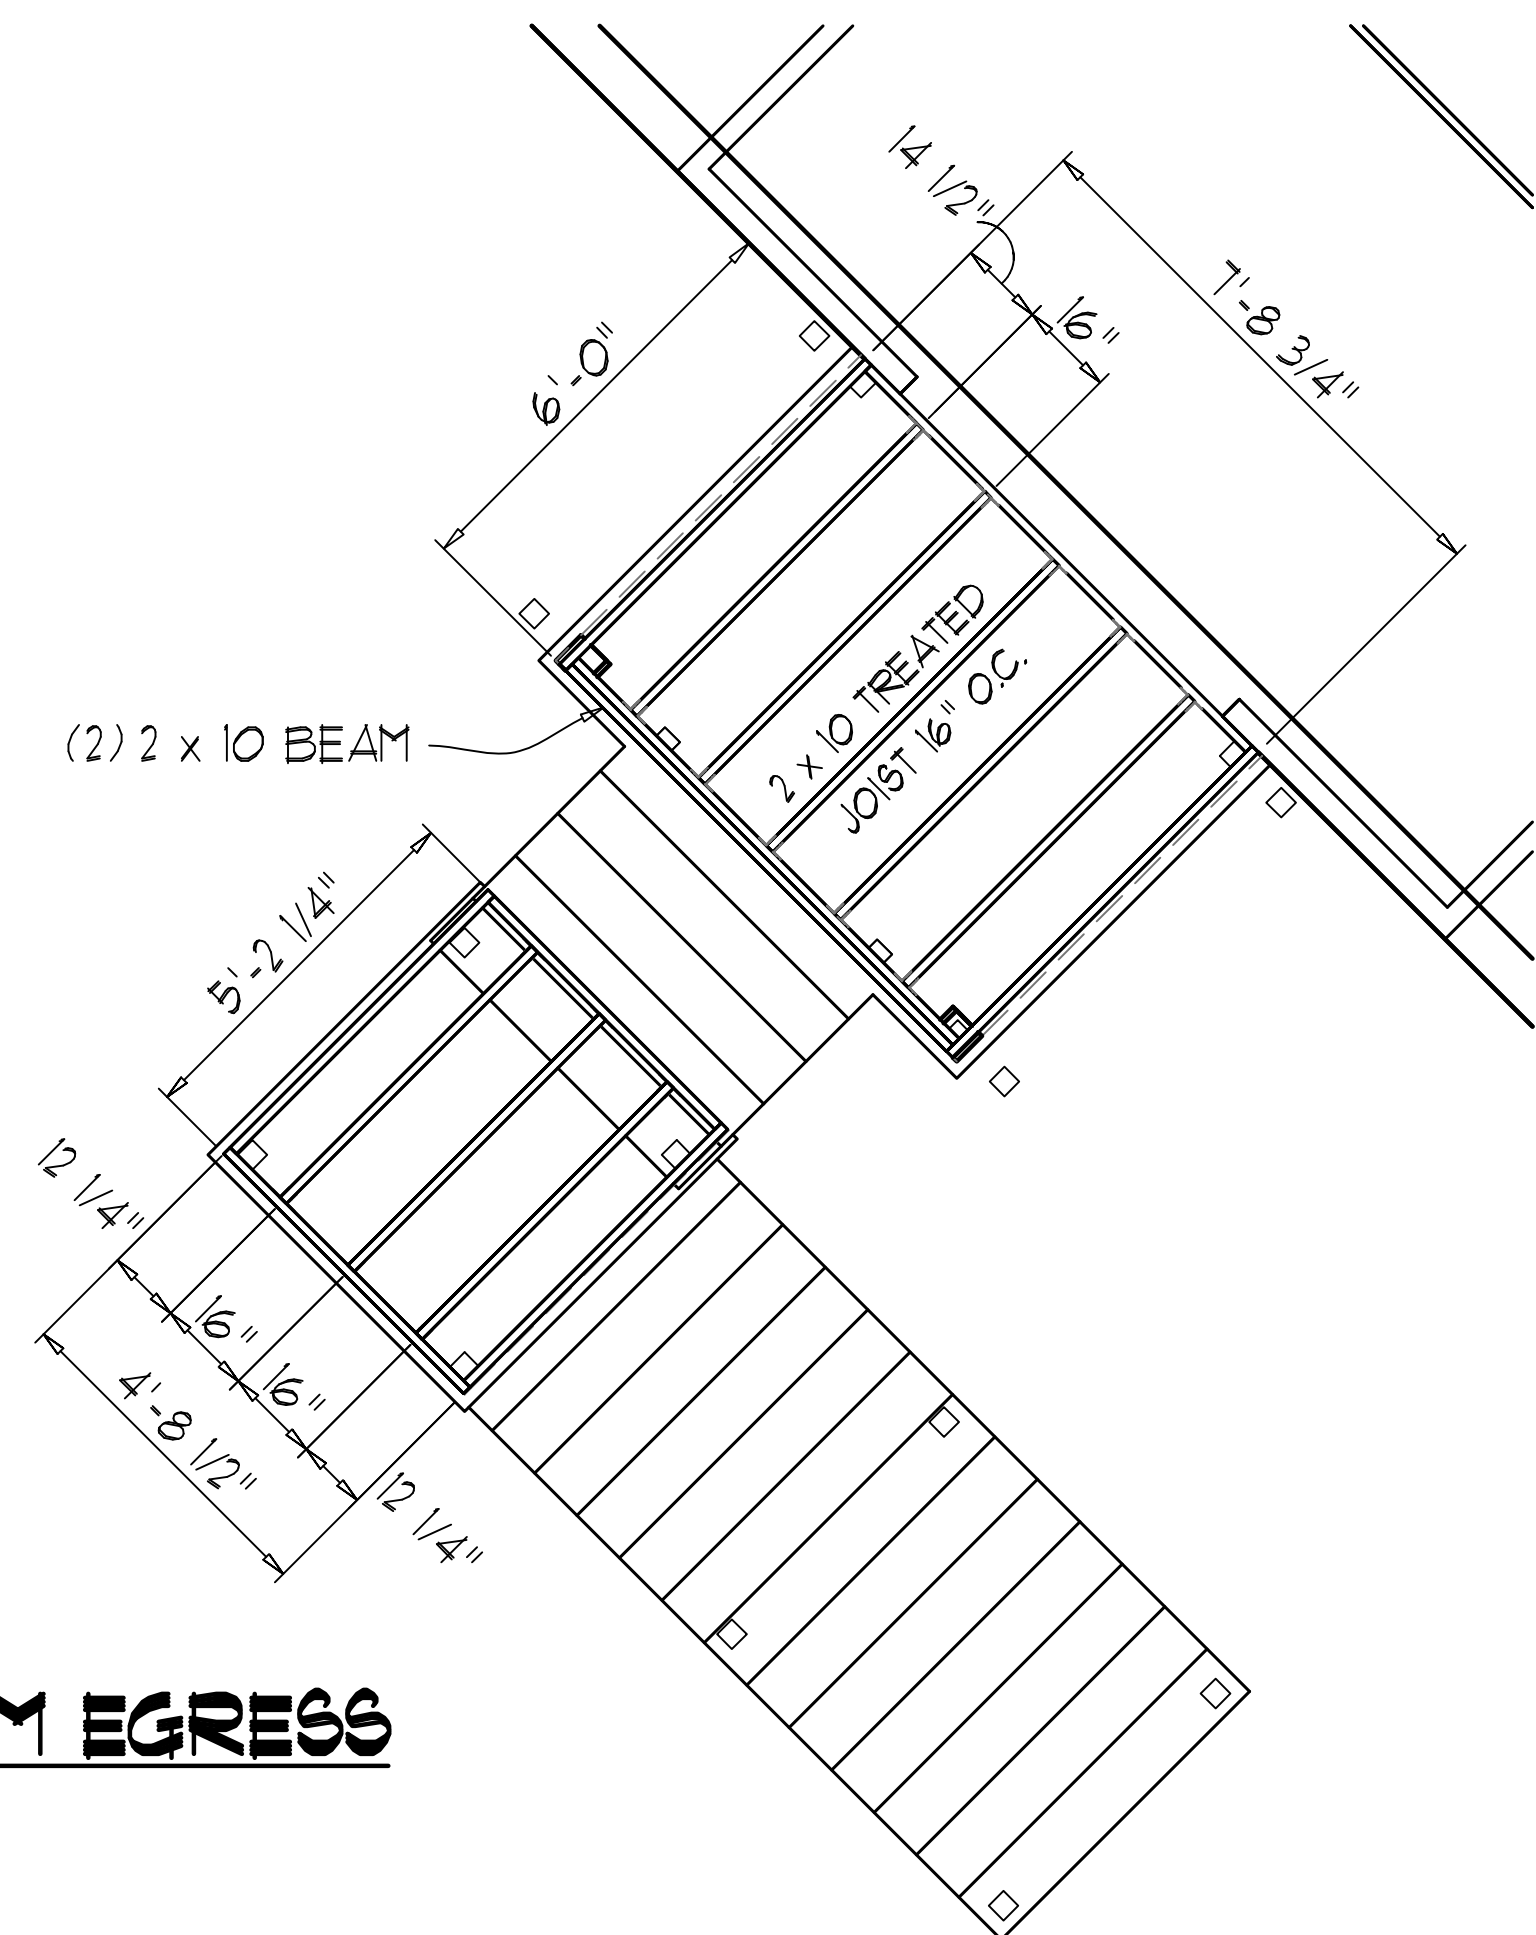 14 1/2"
16"
7'-8 3/4"
6'-0"
2 x 10 TREATED
JOIST 16" O.C.
(2) 2 x 10 BEAM
5'-2 1/4"
12 1/4"
16"
16"
4'-8 1/2"
12 1/4"
M EGRESS